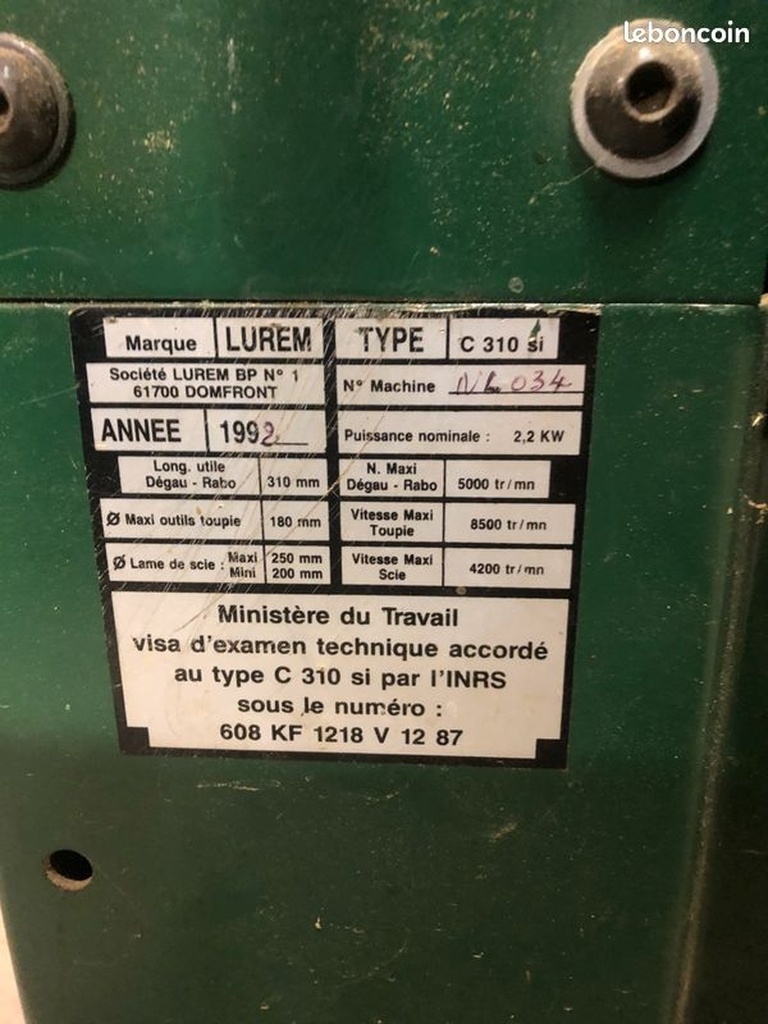 leboncoin
Marque LUREM TYPE C 310 si
Société LUREM BP N° 1
61700 DOMFRONT
N° Machine NL 034
ANNEE 1992
Puissance nominale : 2,2 KW
Long. utile
Dégau - Rabo 310 mm
N. Maxi
Dégau - Rabo 5000 tr/mn
Ø Maxi outils toupie 180 mm
Vitesse Maxi
Toupie 8500 tr/mn
Ø Lame de scie : Maxi 250 mm
Mini 200 mm
Vitesse Maxi
Scie 4200 tr/mn
Ministère du Travail
visa d'examen technique accordé
au type C 310 si par l'INRS
sous le numéro :
608 KF 1218 V 12 87